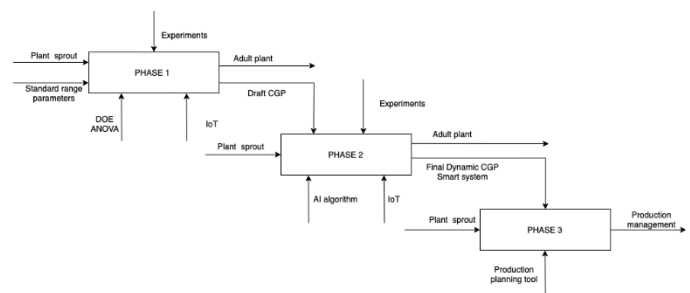 Experiments
Plant sprout
Adult plant
PHASE 1
Standard range
parameters
Draft CGP
Experiments
DOE
ANOVA
IoT
Plant sprout
Adult plant
PHASE 2
Final Dynamic CGP
Smart system
AI algorithm
IoT
Plant sprout
Production
management
PHASE 3
Production
planning tool